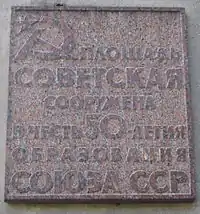 ПЛОЩАДЬ
СОВЕТСКАЯ
СООРУЖЕНА
В ЧЕСТЬ 50-ЛЕТИЯ
ОБРАЗОВАНИЯ
СОЮЗА ССР